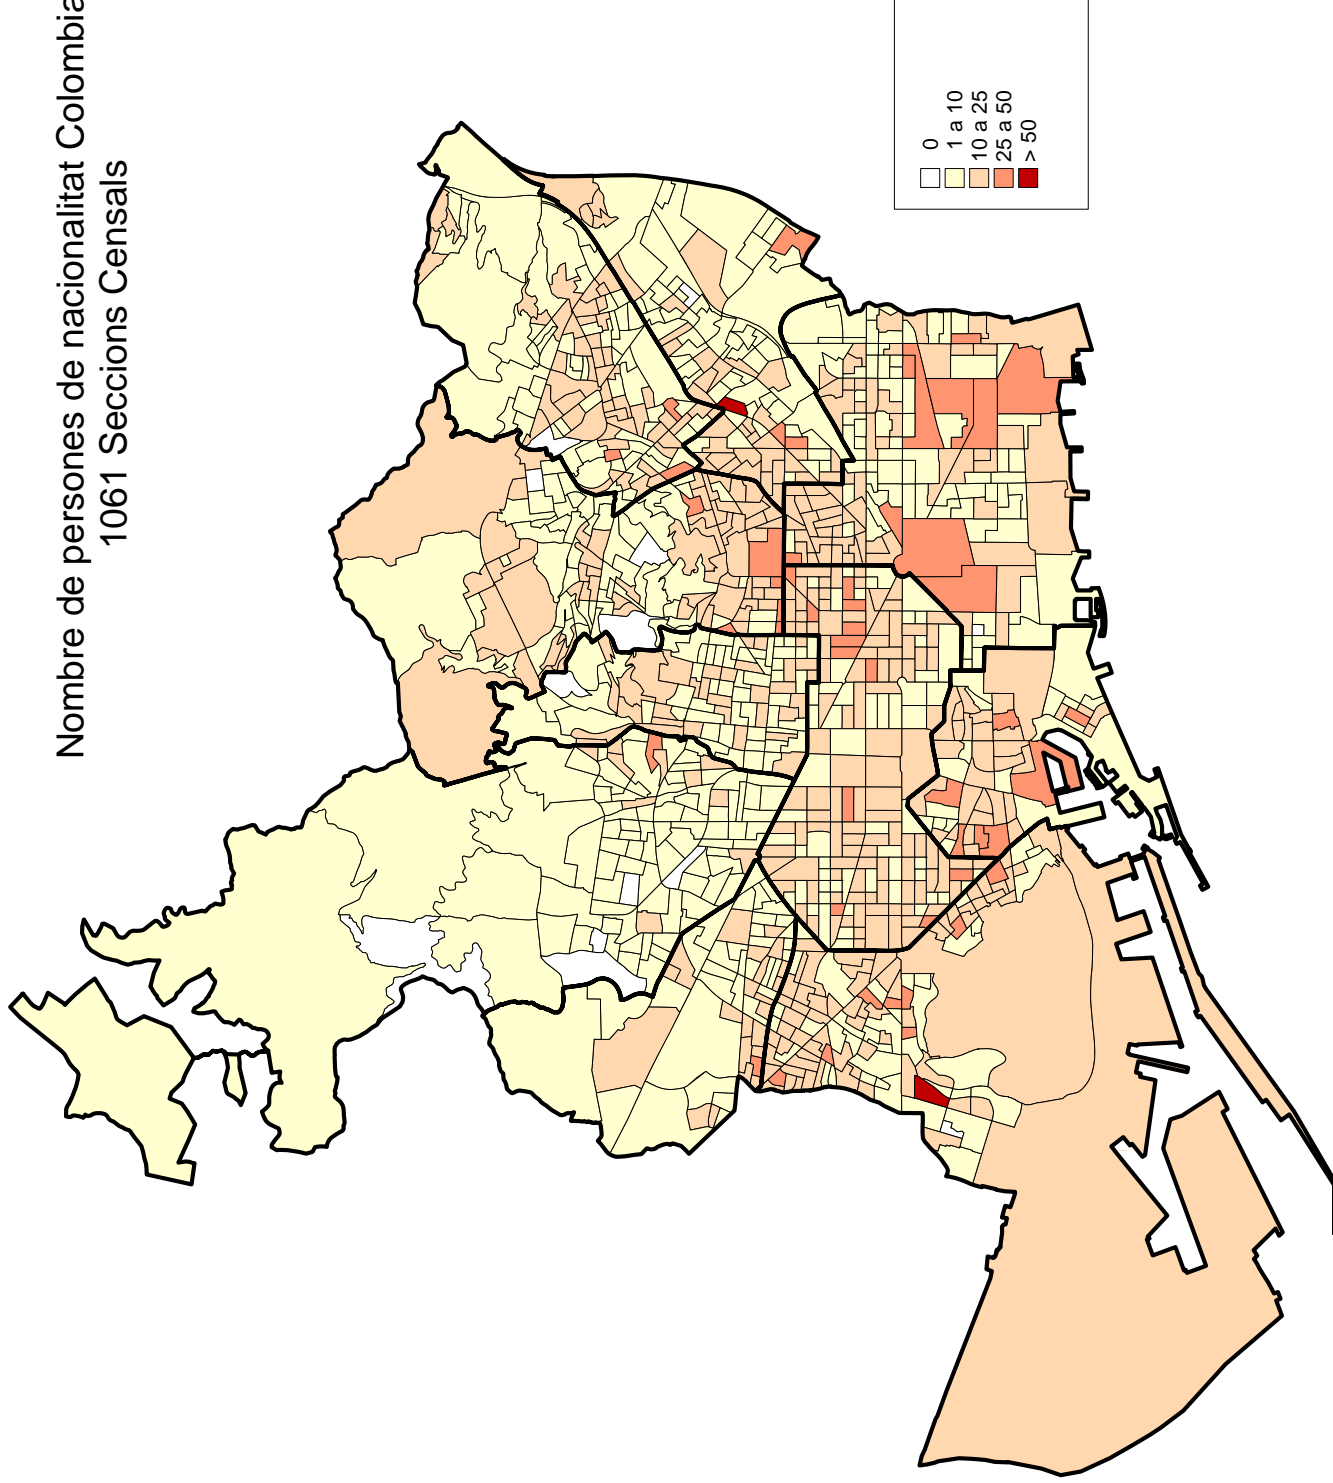 Nombre de persones de nacionalitat Colombia
1061 Seccions Censals
0
1 a 10
10 a 25
25 a 50
> 50